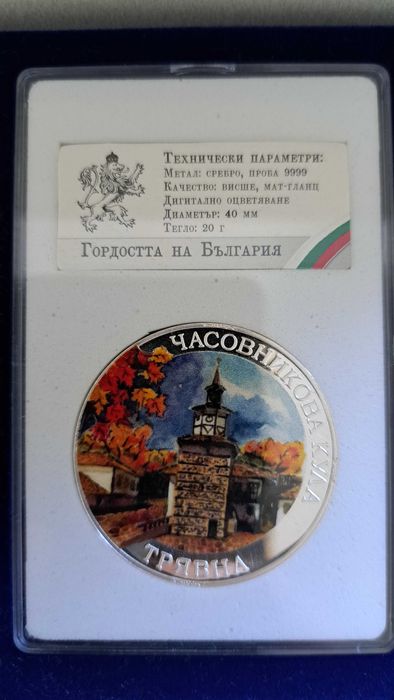 Технически параметри:
Метал: сребро, проба 9999
Качество: висше, мат-гланц
Дигитално оцветяване
Диаметър: 40 мм
Тегло: 20 г
Гордостта на България
ЧАСОВНИКОВА КУЛА
ТРЯВНА